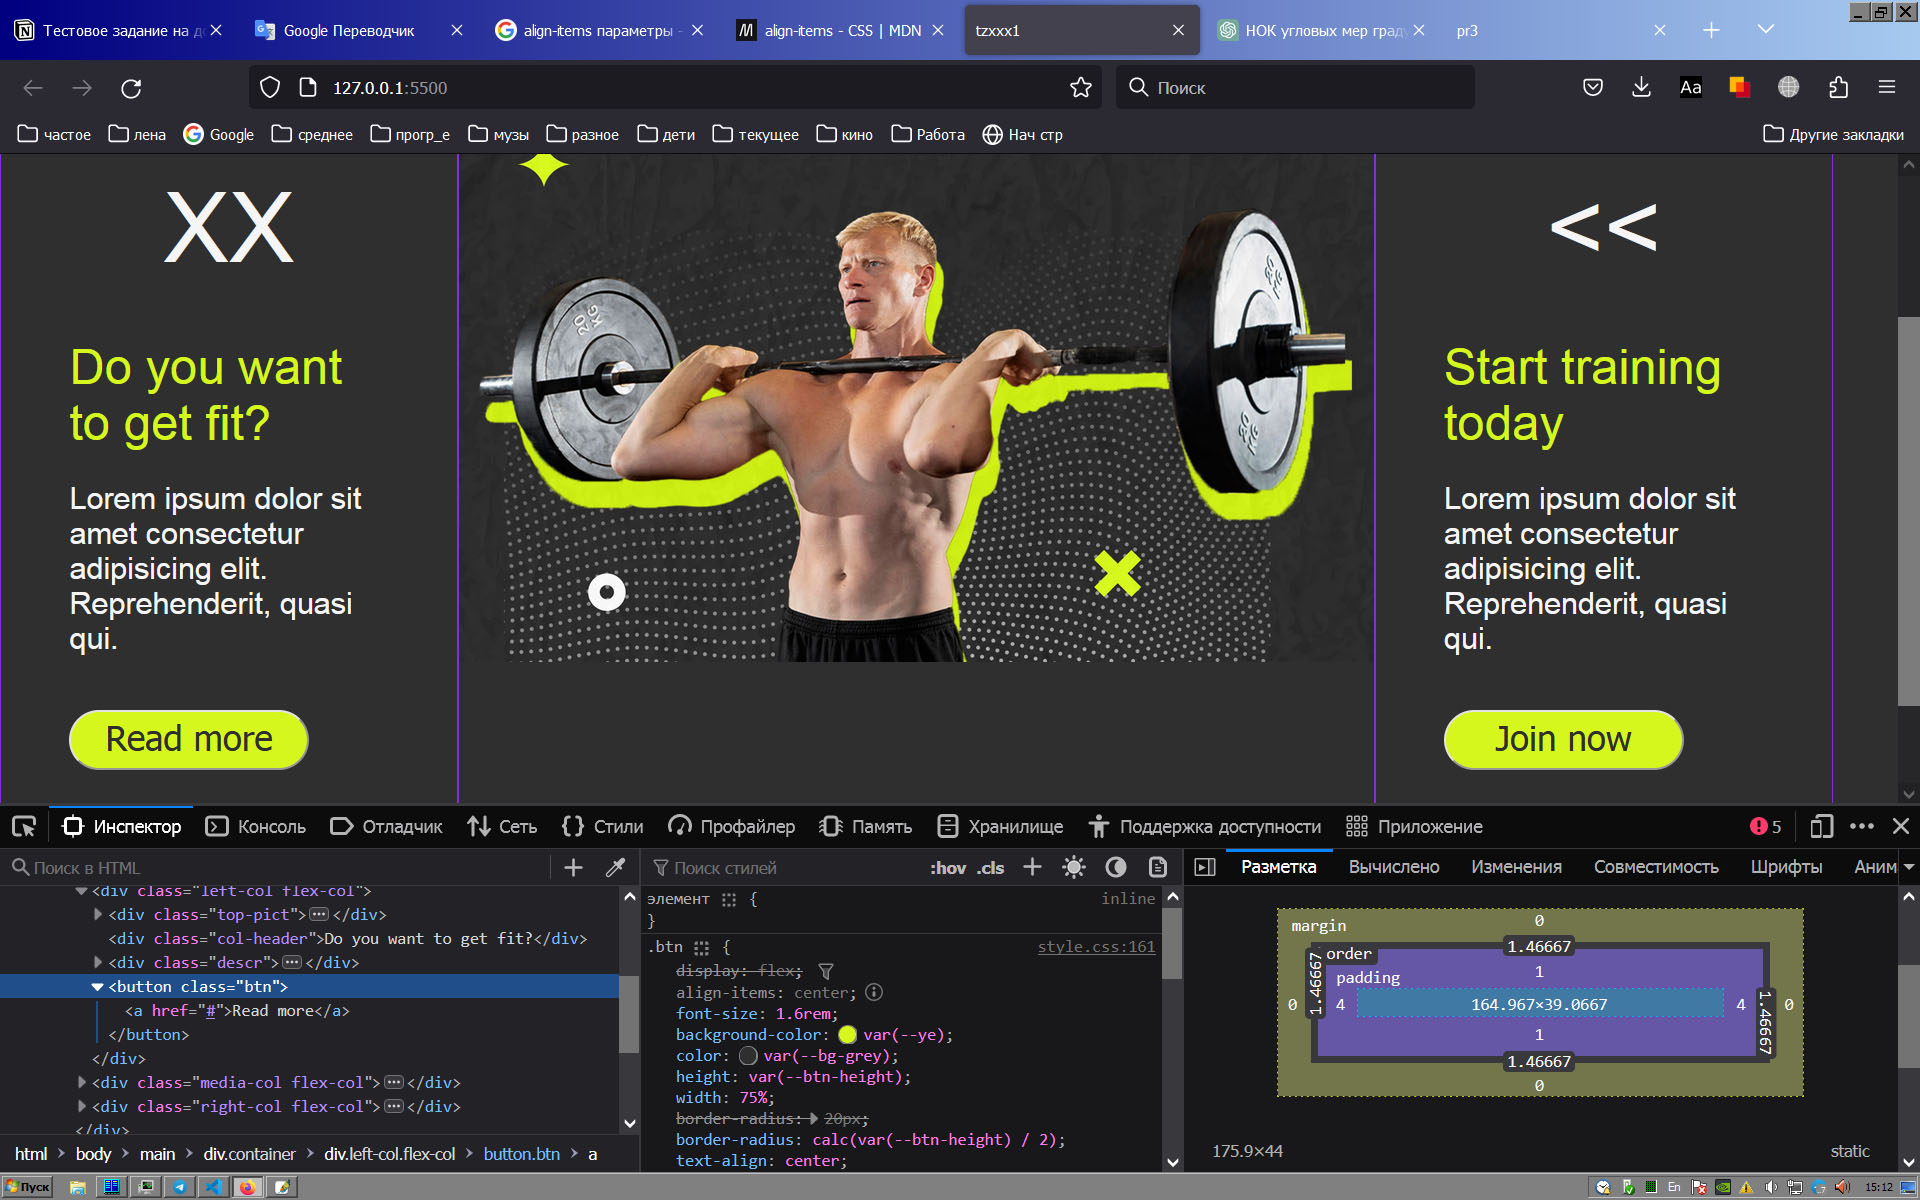 Тестовое задание на д
Google Переводчик
align-items параметры -
align-items - CSS | MDN
tzxxx1
НОК угловых мер граду
pr3
127.0.0.1:5500
Поиск
Aa
частое
лена
Google
среднее
прогр_е
музы
разное
дети
текущее
кино
Работа
Нач стр
Другие закладки
XX
Do you want
to get fit?
Lorem ipsum dolor sit
amet consectetur
adipisicing elit.
Reprehenderit, quasi
qui.
Read more
20
KG
20
KG
20
<<
Start training
today
Lorem ipsum dolor sit
amet consectetur
adipisicing elit.
Reprehenderit, quasi
qui.
Join now
Инспектор
Консоль
Отладчик
Сеть
Стили
Профайлер
Память
Хранилище
Поддержка доступности
Приложение
5
Поиск в HTML
<div class="left-col flex-col">
<div class="top-pict"> </div>
<div class="col-header">Do you want to get fit?</div>
<div class="descr"> </div>
<button class="btn">
<a href="#">Read more</a>
</button>
</div>
<div class="media-col flex-col"> </div>
<div class="right-col flex-col"> </div>
</div>
html > body > main > div.container > div.left-col.flex-col > button.btn > a
Поиск стилей
:hov .cls
элемент { inline
}
.btn { style.css:161
display: flex;
align-items: center;
font-size: 1.6rem;
background-color: var(--ye);
color: var(--bg-grey);
height: var(--btn-height);
width: 75%;
border-radius: 20px;
border-radius: calc(var(--btn-height) / 2);
text-align: center;
Разметка
Вычислено
Изменения
Совместимость
Шрифты
Аним
margin
0
order
1.46667
padding
1
0
1.46667
4
164.967×39.0667
4
1.46667
0
1
1.46667
0
175.9×44
static
Пуск
En
15:12